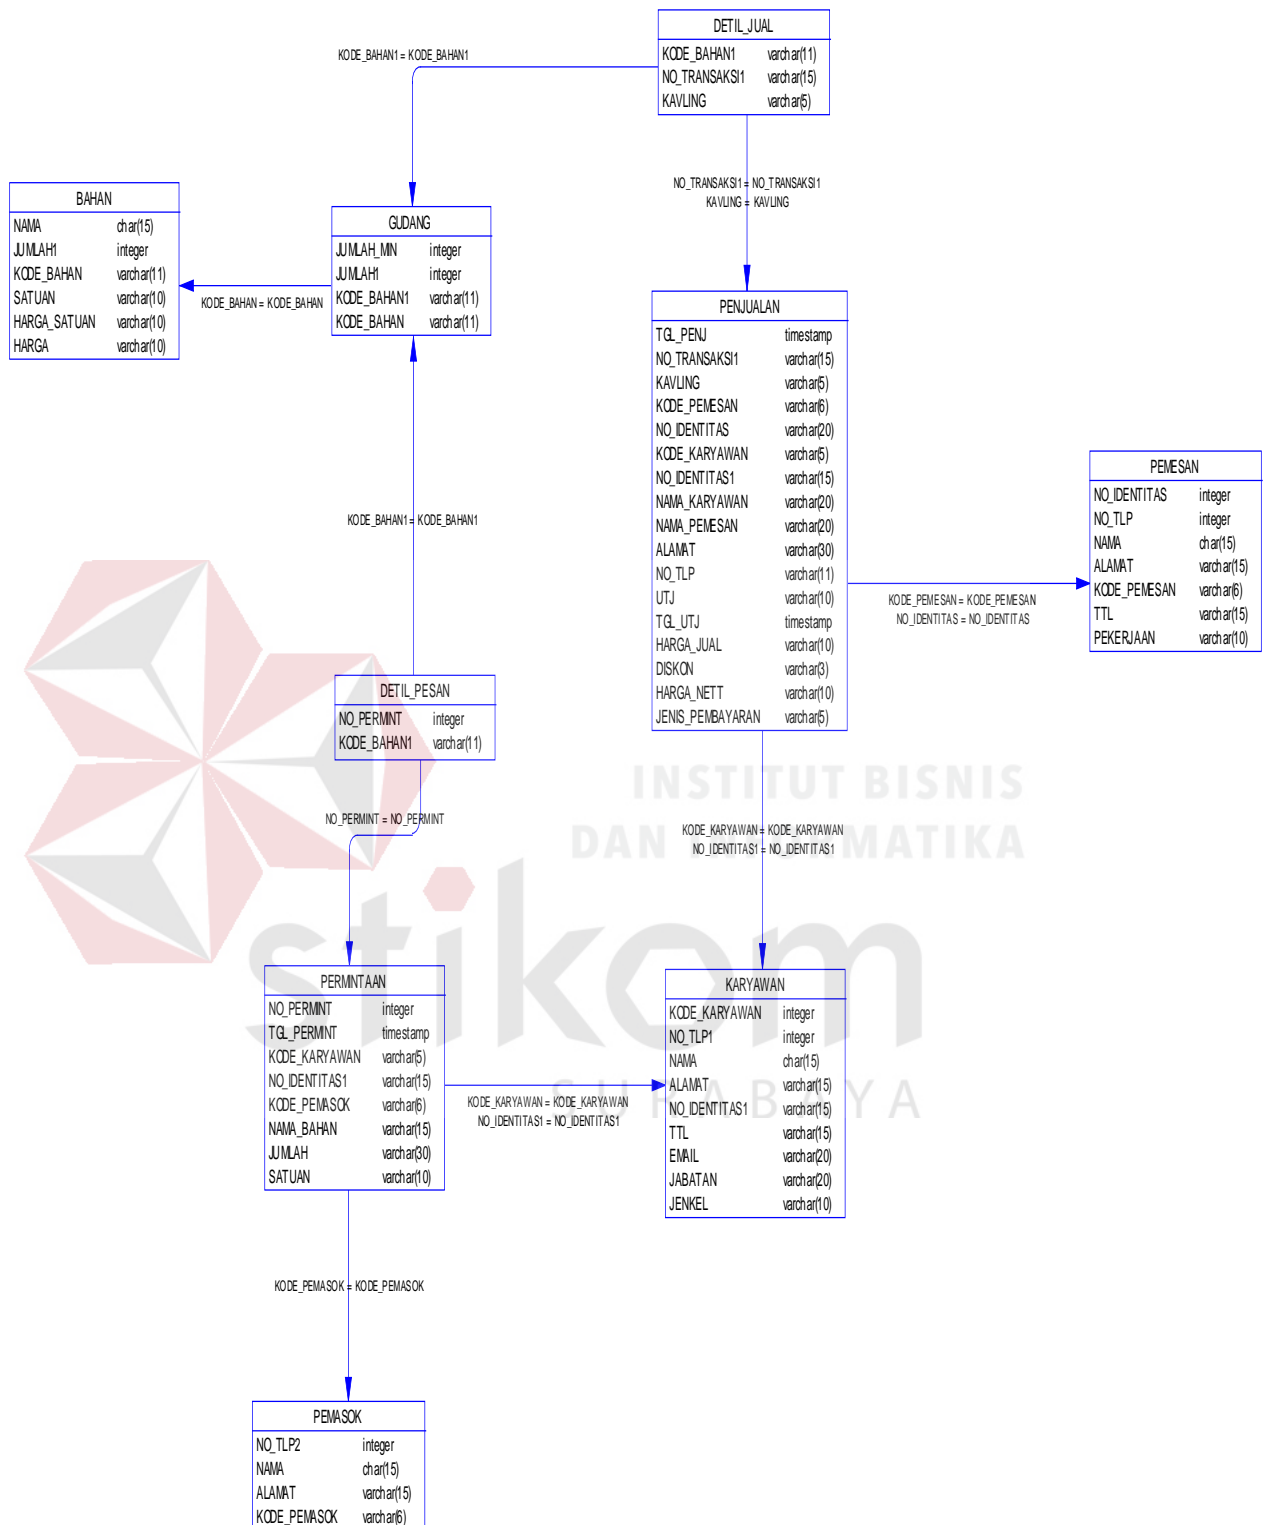 DETIL_JUAL
KODE_BAHAN1 varchar(11)
NO_TRANSAKSI1 varchar(15)
KAVLING varchar(5)
KODE_BAHAN1 = KODE_BAHAN1
NO_TRANSAKSI1 = NO_TRANSAKSI1
KAVLING = KAVLING
BAHAN
NAMA char(15)
JUMLAH1 integer
KODE_BAHAN varchar(11)
SATUAN varchar(10)
HARGA_SATUAN varchar(10)
HARGA varchar(10)
KODE_BAHAN = KODE_BAHAN
GUDANG
JUMLAH_MIN integer
JUMLAH1 integer
KODE_BAHAN1 varchar(11)
KODE_BAHAN varchar(11)
PENJUALAN
TGL_PENJ timestamp
NO_TRANSAKSI1 varchar(15)
KAVLING varchar(5)
KODE_PEMESAN varchar(6)
NO_IDENTITAS varchar(20)
KODE_KARYAWAN varchar(5)
NO_IDENTITAS1 varchar(15)
NAMA_KARYAWAN varchar(20)
NAMA_PEMESAN varchar(20)
ALAMAT varchar(30)
NO_TLP varchar(11)
UTJ varchar(10)
TGL_UTJ timestamp
HARGA_JUAL varchar(10)
DISKON varchar(3)
HARGA_NETT varchar(10)
JENIS_PEMBAYARAN varchar(5)
PEMESAN
NO_IDENTITAS integer
NO_TLP integer
NAMA char(15)
ALAMAT varchar(15)
KODE_PEMESAN varchar(6)
TTL varchar(15)
PEKERJAAN varchar(10)
KODE_PEMESAN = KODE_PEMESAN
NO_IDENTITAS = NO_IDENTITAS
KODE_BAHAN1 = KODE_BAHAN1
DETIL_PESAN
NO_PERMINT integer
KODE_BAHAN1 varchar(11)
NO_PERMINT = NO_PERMINT
INSTITUT BISNIS
DAN INFORMATIKA
KODE_KARYAWAN = KODE_KARYAWAN
NO_IDENTITAS1 = NO_IDENTITAS1
stikom
SURABAYA
PERMINTAAN
NO_PERMINT integer
TGL_PERMINT timestamp
KODE_KARYAWAN varchar(5)
NO_IDENTITAS1 varchar(15)
KODE_PEMASOK varchar(6)
NAMA_BAHAN varchar(15)
JUMLAH varchar(30)
SATUAN varchar(10)
KODE_KARYAWAN = KODE_KARYAWAN
NO_IDENTITAS1 = NO_IDENTITAS1
KARYAWAN
KODE_KARYAWAN integer
NO_TLP1 integer
NAMA char(15)
ALAMAT varchar(15)
NO_IDENTITAS1 varchar(15)
TTL varchar(15)
EMAIL varchar(20)
JABATAN varchar(20)
JENKEL varchar(10)
KODE_PEMASOK = KODE_PEMASOK
PEMASOK
NO_TLP2 integer
NAMA char(15)
ALAMAT varchar(15)
KODE_PEMASOK varchar(6)